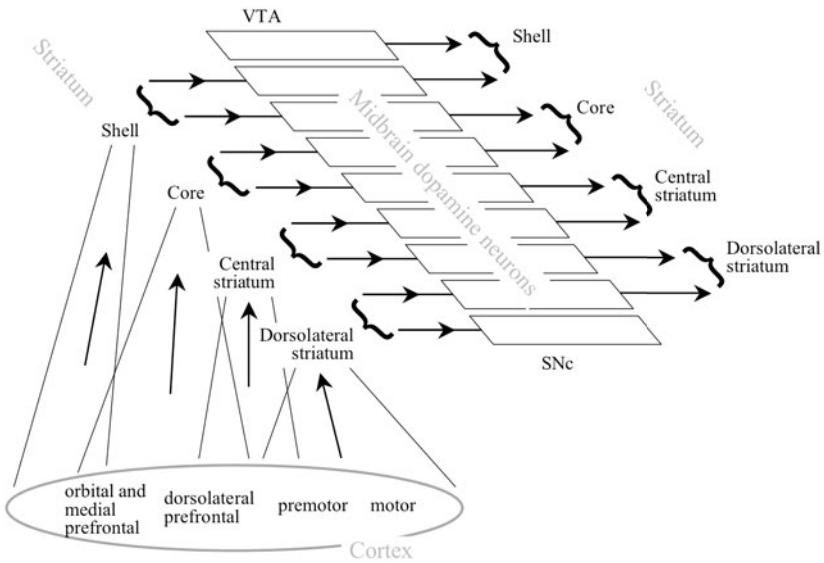 VTA
Shell
Striatum
Shell
Core
Striatum
Midbrain dopamine neurons
Core
Central
striatum
Central
striatum
Dorsolateral
striatum
Dorsolateral
striatum
SNc
orbital and
medial
prefrontal
dorsolateral
prefrontal
premotor
motor
Cortex